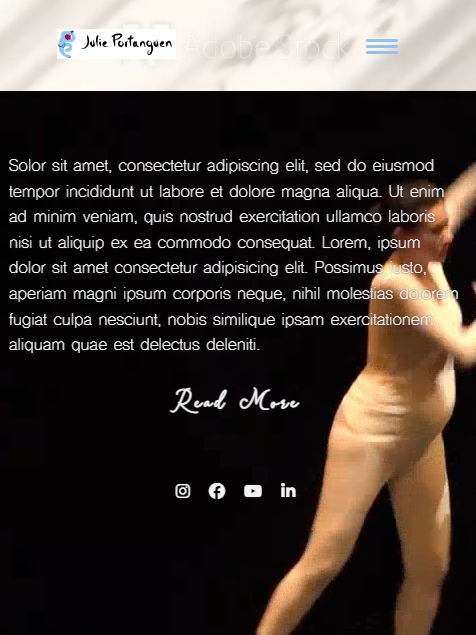 Julie Portanguen
Adobe Stock
Solor sit amet, consectetur adipiscing elit, sed do eiusmod
tempor incididunt ut labore et dolore magna aliqua. Ut enim
ad minim veniam, quis nostrud exercitation ullamco laboris
nisi ut aliquip ex ea commodo consequat. Lorem, ipsum
dolor sit amet consectetur adipisicing elit. Possimus justo,
aperiam magni ipsum corporis neque, nihil molestias dolorem
fugiat culpa nesciunt, nobis similique ipsam exercitationem
aliquam quae est delectus deleniti.
Read More